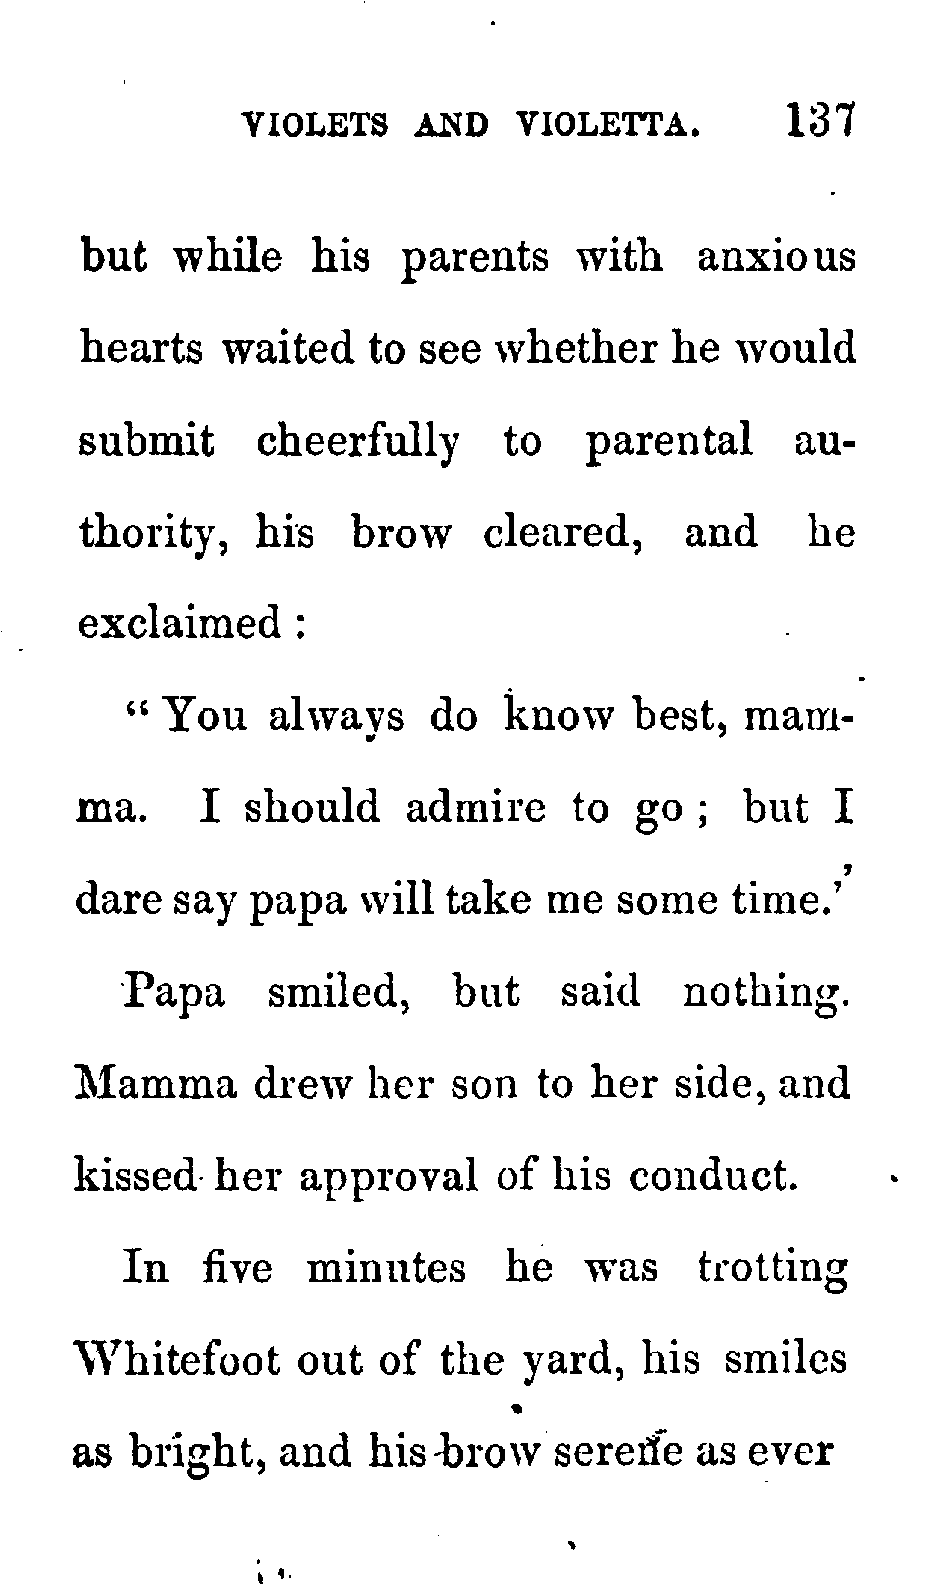 VIOLETS AND VIOLETTA. 137
but while his parents with anxious
hearts waited to see whether he would
submit cheerfully to parental au-
thority, his brow cleared, and he
exclaimed :
“ You always do know best, mam-
ma. I should admire to go ; but I
dare say papa will take me some time.’’
Papa smiled, but said nothing.
Mamma drew her son to her side, and
kissed her approval of his conduct.
In five minutes he was trotting
Whitefoot out of the yard, his smiles
as bright, and his brow serene as ever